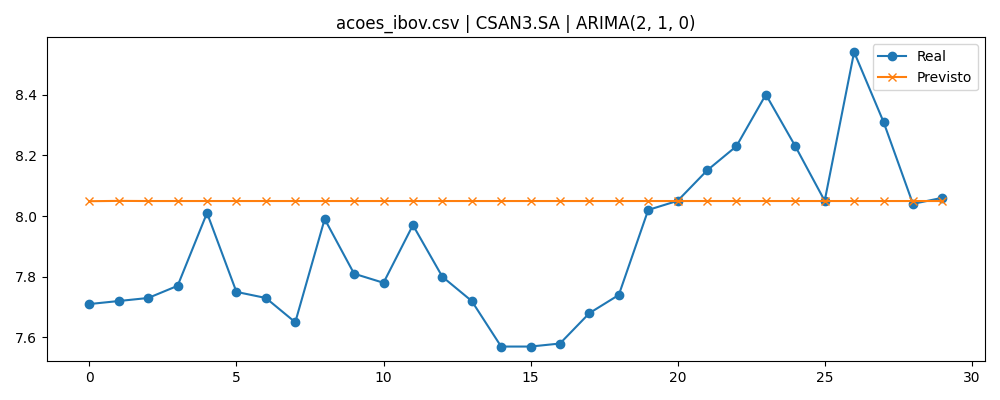 acoes_ibov.csv | CSAN3.SA | ARIMA(2, 1, 0)
Real
Previsto
8.4
8.2
8.0
7.8
7.6
0 5 10 15 20 25 30